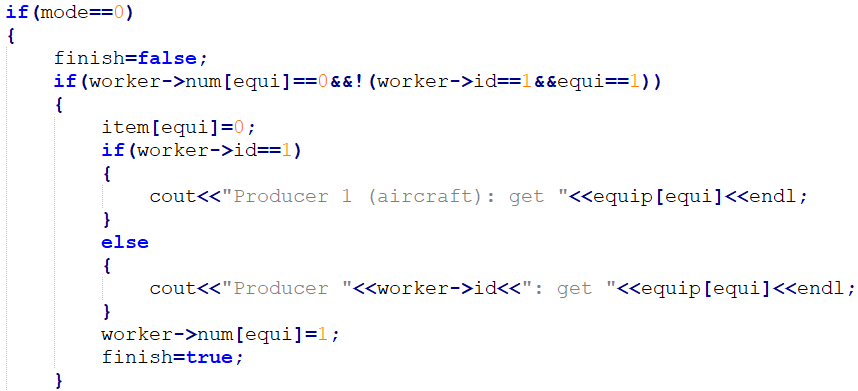 if(mode==0)
{
    finish=false;
    if(worker->num[equi]==0&&!(worker->id==1&&equi==1))
    {
        item[equi]=0;
        if(worker->id==1)
        {
            cout<<"Producer 1 (aircraft): get "<<equip[equi]<<endl;
        }
        else
        {
            cout<<"Producer "<<worker->id<<": get "<<equip[equi]<<endl;
        }
        worker->num[equi]=1;
        finish=true;
    }